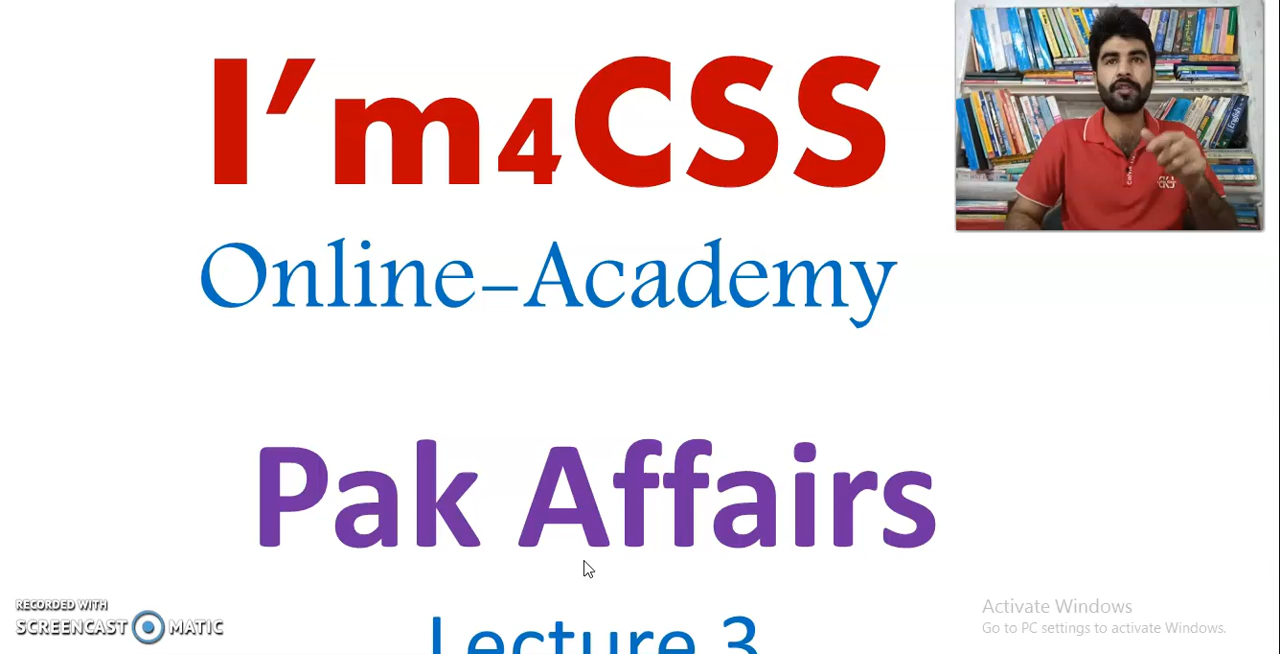 I'm4CSS
Online-Academy
Pak Affairs
Lecture 3
RECORDED WITH
SCREENCAST MATIC
Activate Windows
Go to PC settings to activate Windows.
English